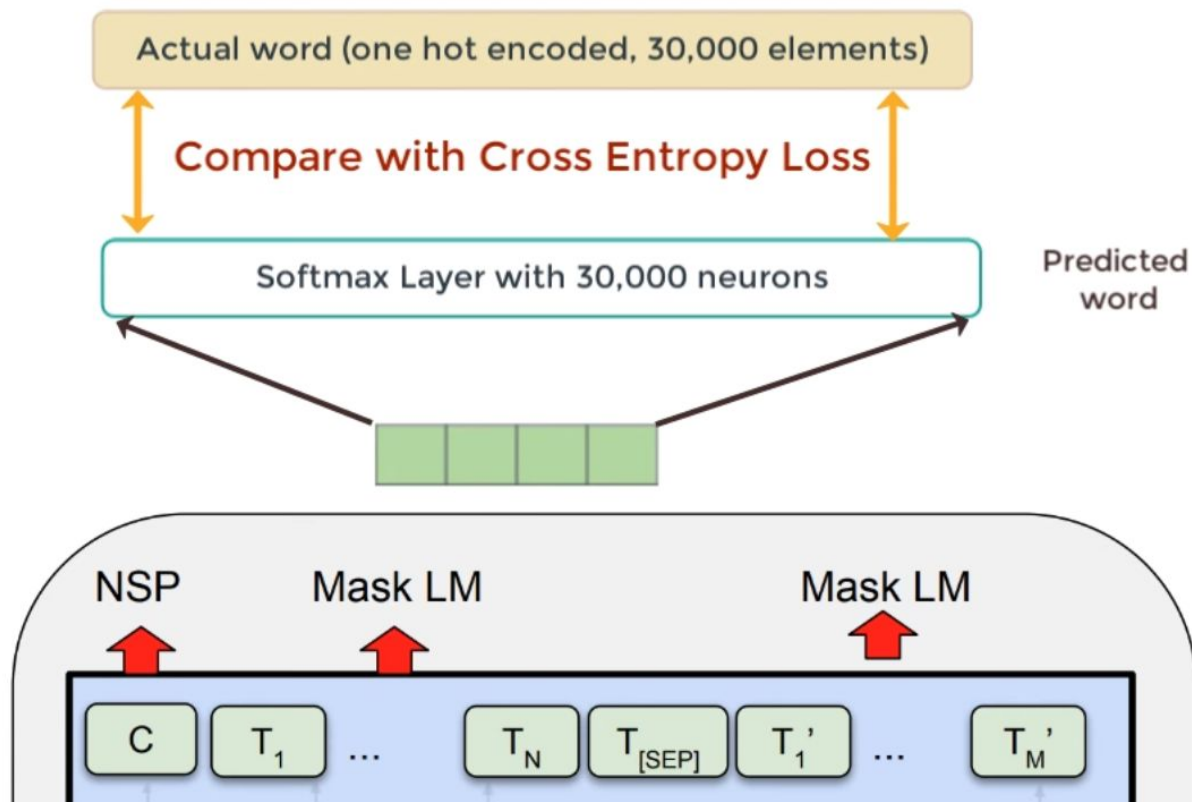 Actual word (one hot encoded, 30,000 elements)
Compare with Cross Entropy Loss
Softmax Layer with 30,000 neurons
Predicted
word
NSP Mask LM Mask LM
C T1 ... TN T[SEP] T1’ ... TM’